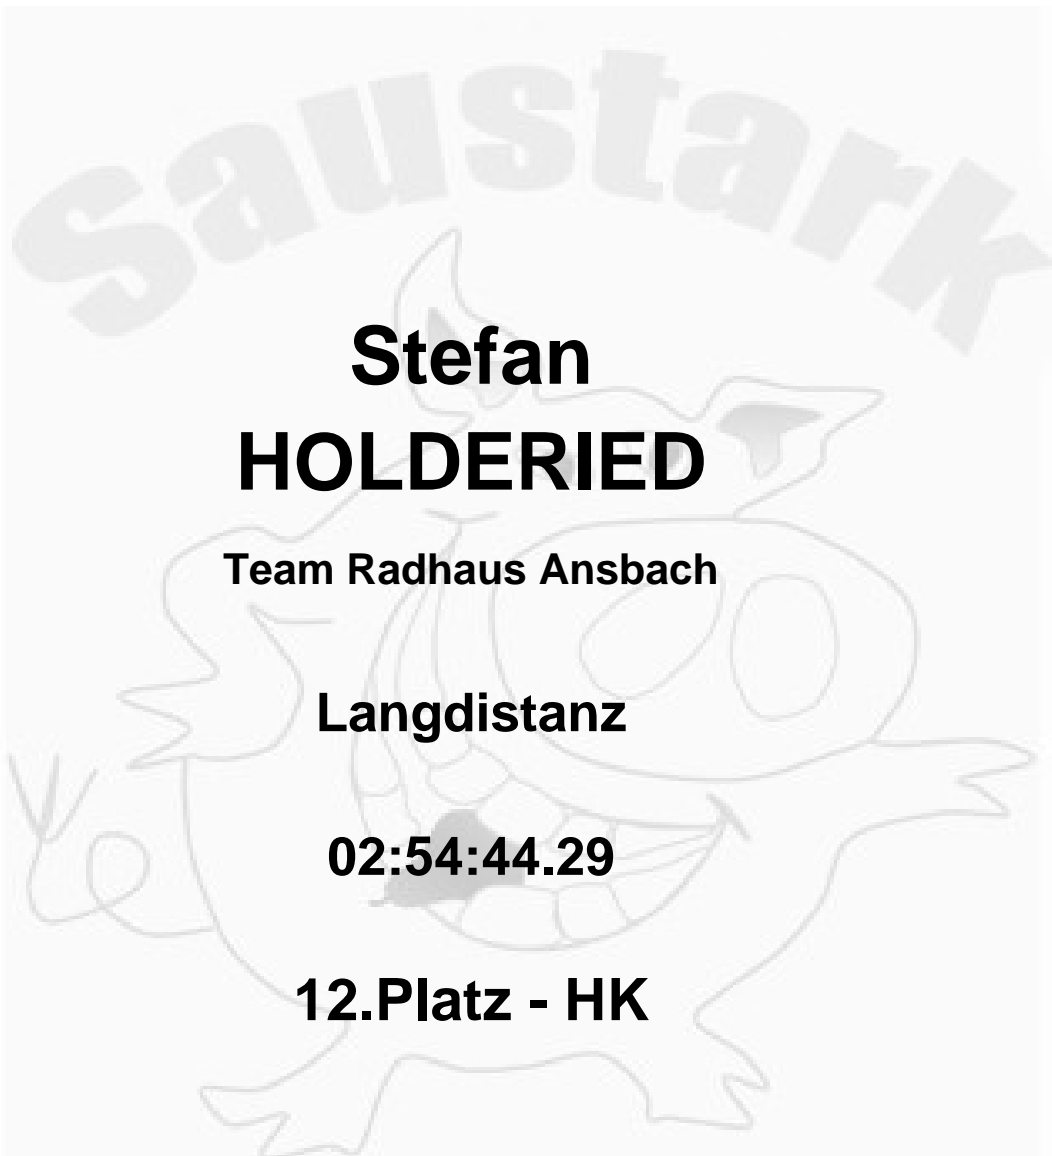 Saustark
Stefan
HOLDERIED
Team Radhaus Ansbach
Langdistanz
02:54:44.29
12.Platz - HK